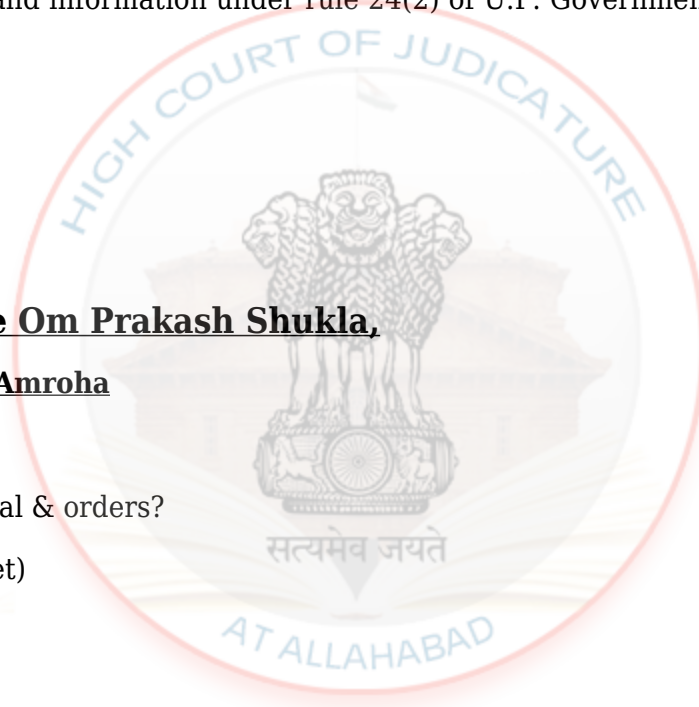 and information under rule 24(2) of U.P. Governmen
HIGH COURT OF JUDICATURE
e Om Prakash Shukla,
Amroha
al & orders?
सत्यमेव जयते
et)
AT ALLAHABAD